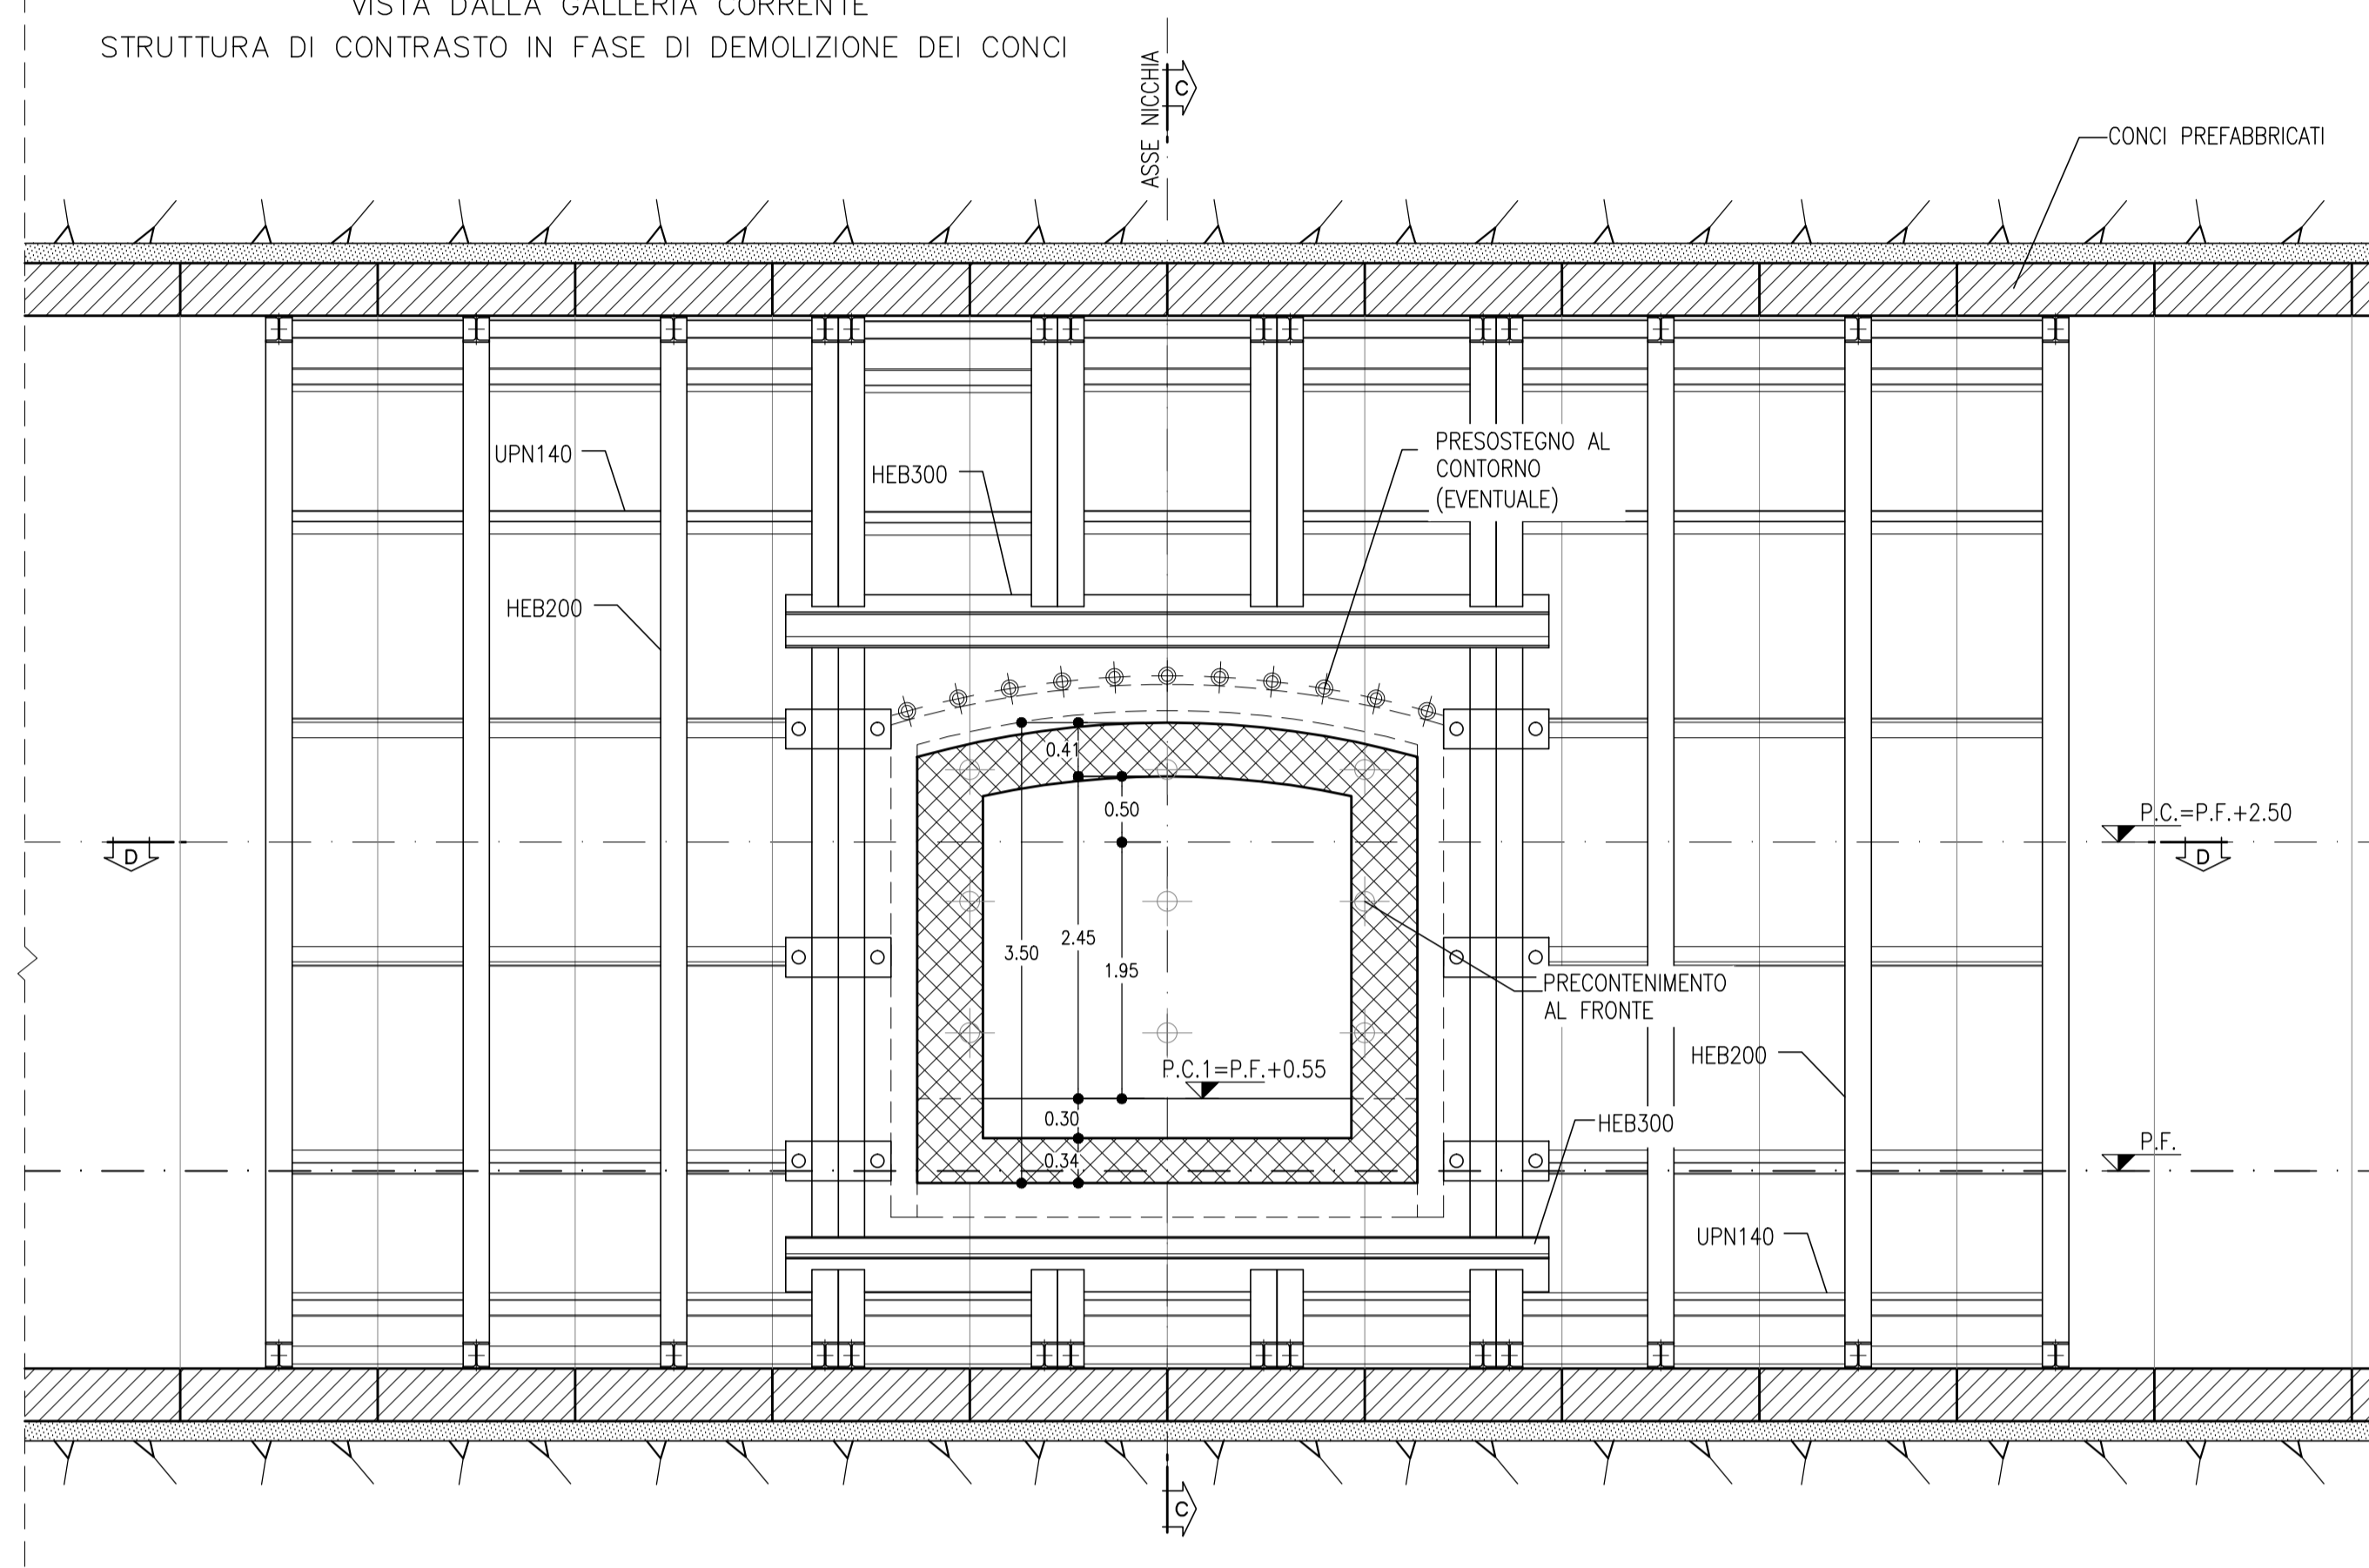 VISTA DALLA GALLERIA CORRENTE
STRUTTURA DI CONTRASTO IN FASE DI DEMOLIZIONE DEI CONCI
ASSE NICCHIA
C
CONCI PREFABBRICATI
UPN140
HEB300
PRESOSTEGNO AL
CONTORNO
(EVENTUALE)
HEB200
0.41
0.50
P.C.=P.F.+2.50
D
D
3.50
2.45
1.95
PRECONTENIMENTO
AL FRONTE
P.C.1=P.F.+0.55
HEB200
0.30
HEB300
0.34
P.F.
UPN140
C